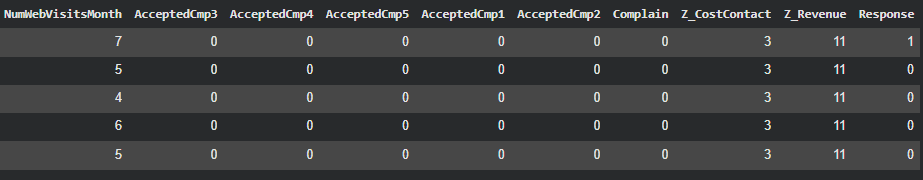 NumWebVisitsMonth AcceptedCmp3 AcceptedCmp4 AcceptedCmp5 AcceptedCmp1 AcceptedCmp2 Complain Z_CostContact Z_Revenue Response
7 0 0 0 0 0 0 3 11 1
5 0 0 0 0 0 0 3 11 0
4 0 0 0 0 0 0 3 11 0
6 0 0 0 0 0 0 3 11 0
5 0 0 0 0 0 0 3 11 0